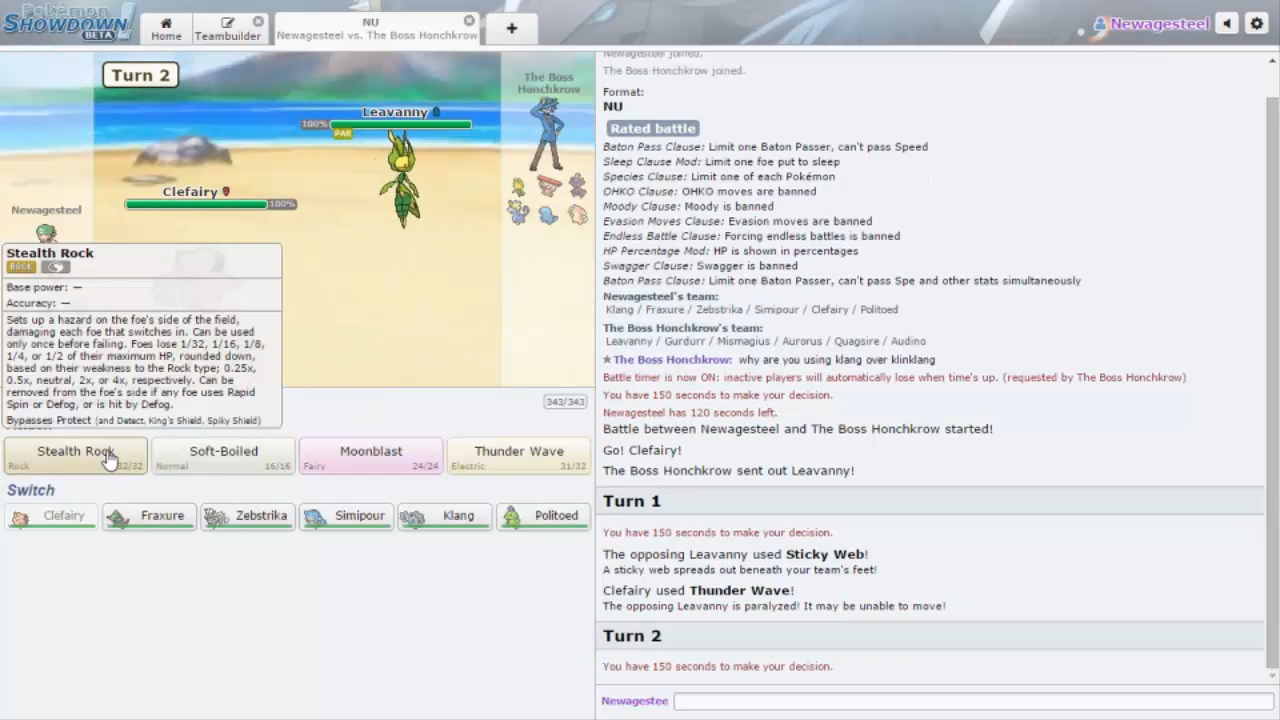 Pokémon
SHOWDOWN!
BETA
Home
Teambuilder
NU
Newagesteel vs. The Boss Honchkrow
+
Newagesteel
Turn 2
The Boss
Honchkrow
Leavanny
100%
PAR
Clefairy
100%
Newagesteel
Stealth Rock
ROCK
Base power: —
Accuracy: —
Sets up a hazard on the foe's side of the field,
damaging each foe that switches in. Can be used
only once before failing. Foes lose 1/32, 1/16, 1/8,
1/4, or 1/2 of their maximum HP, rounded down,
based on their weakness to the Rock type; 0.25x,
0.5x, neutral, 2x, or 4x, respectively. Can be
removed from the foe's side if any foe uses Rapid
Spin or Defog, or is hit by Defog.
Bypasses Protect (and Detect, King's Shield, Spiky Shield)
343/343
Stealth Rock
Rock 32/32
Soft-Boiled
Normal 16/16
Moonblast
Fairy 24/24
Thunder Wave
Electric 31/32
Switch
Clefairy
Fraxure
Zebstrika
Simipour
Klang
Politoed
Newagesteel joined.
The Boss Honchkrow joined.
Format:
NU
Rated battle
Baton Pass Clause: Limit one Baton Passer, can't pass Speed
Sleep Clause Mod: Limit one foe put to sleep
Species Clause: Limit one of each Pokémon
OHKO Clause: OHKO moves are banned
Moody Clause: Moody is banned
Evasion Moves Clause: Evasion moves are banned
Endless Battle Clause: Forcing endless battles is banned
HP Percentage Mod: HP is shown in percentages
Swagger Clause: Swagger is banned
Baton Pass Clause: Limit one Baton Passer, can't pass Spe and other stats simultaneously
Newagesteel's team:
Klang / Fraxure / Zebstrika / Simipour / Clefairy / Politoed
The Boss Honchkrow's team:
Leavanny / Gurdurr / Mismagius / Aurorus / Quagsire / Audino
★The Boss Honchkrow: why are you using klang over klinklang
Battle timer is now ON: inactive players will automatically lose when time's up. (requested by The Boss Honchkrow)
You have 150 seconds to make your decision.
Newagesteel has 120 seconds left.
Battle between Newagesteel and The Boss Honchkrow started!
Go! Clefairy!
The Boss Honchkrow sent out Leavanny!
Turn 1
You have 150 seconds to make your decision.
The opposing Leavanny used Sticky Web!
A sticky web spreads out beneath your team's feet!
Clefairy used Thunder Wave!
The opposing Leavanny is paralyzed! It may be unable to move!
Turn 2
You have 150 seconds to make your decision.
Newagestee